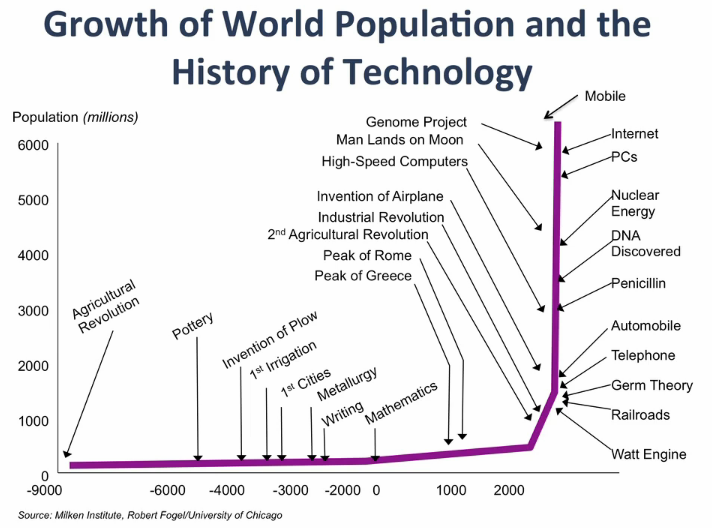 Growth of World Population and the
History of Technology
Population (millions)
6000
5000
4000
3000
2000
1000
0
-9000
-6000
-4000
-3000
-2000
0
1000
2000
Agricultural
Revolution
Pottery
Invention of Plow
1st Irrigation
1st Cities
Metallurgy
Writing
Mathematics
Genome Project
Man Lands on Moon
High-Speed Computers
Invention of Airplane
Industrial Revolution
2nd Agricultural Revolution
Peak of Rome
Peak of Greece
Mobile
Internet
PCs
Nuclear
Energy
DNA
Discovered
Penicillin
Automobile
Telephone
Germ Theory
Railroads
Watt Engine
Source: Milken Institute, Robert Fogel/University of Chicago